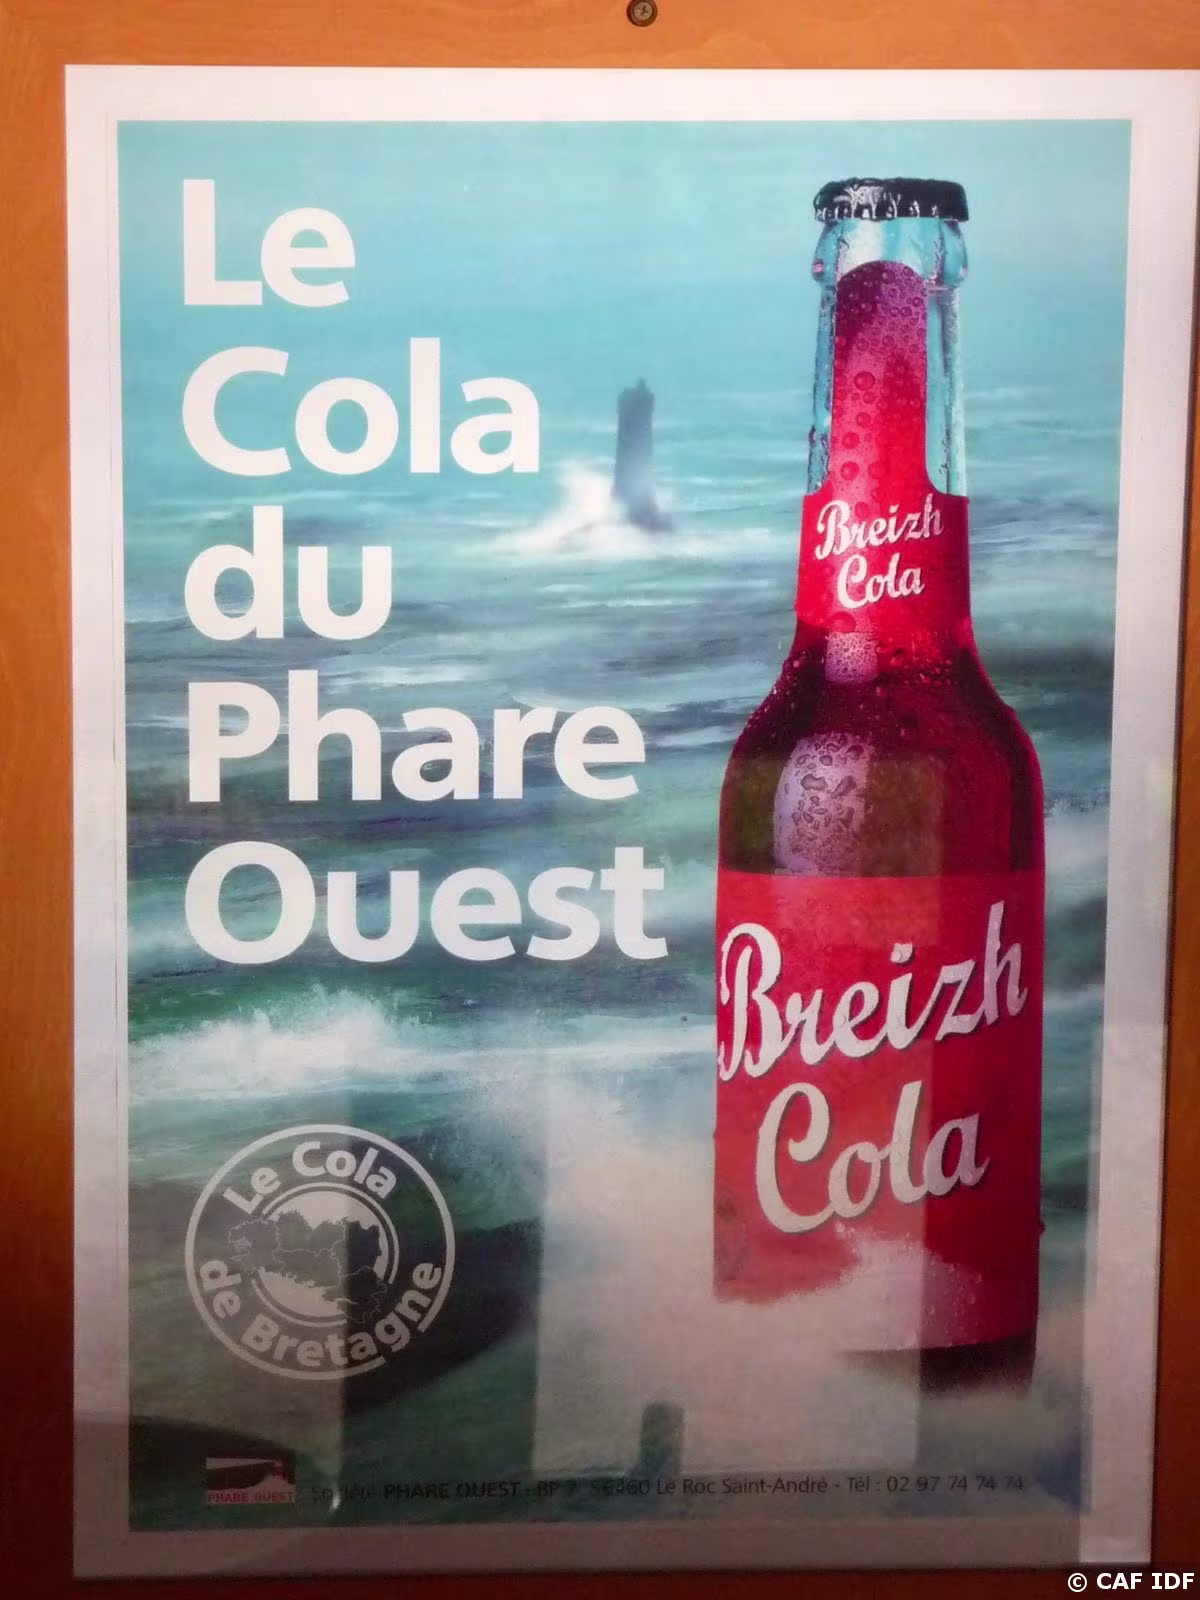 Le
Cola
du
Phare
Ouest
Breizh
Cola
Breizh
Cola
Le Cola
de Bretagne
PHARE OUEST
Société PHARE OUEST - BP 7 56460 Le Roc Saint-André - Tél : 02 97 74 74 74
© CAF IDF